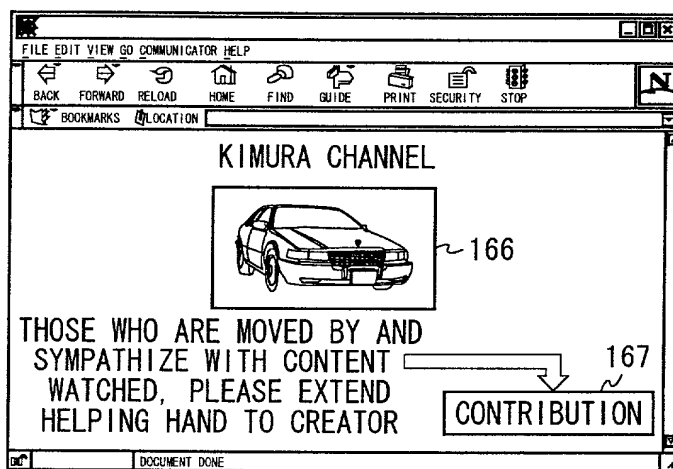 FILE EDIT VIEW GO COMMUNICATOR HELP
BACK FORWARD RELOAD HOME FIND GUIDE PRINT SECURITY STOP
N
BOOKMARKS LOCATION
KIMURA CHANNEL
166
THOSE WHO ARE MOVED BY AND
SYMPATHIZE WITH CONTENT
WATCHED, PLEASE EXTEND
HELPING HAND TO CREATOR
167
CONTRIBUTION
DOCUMENT DONE